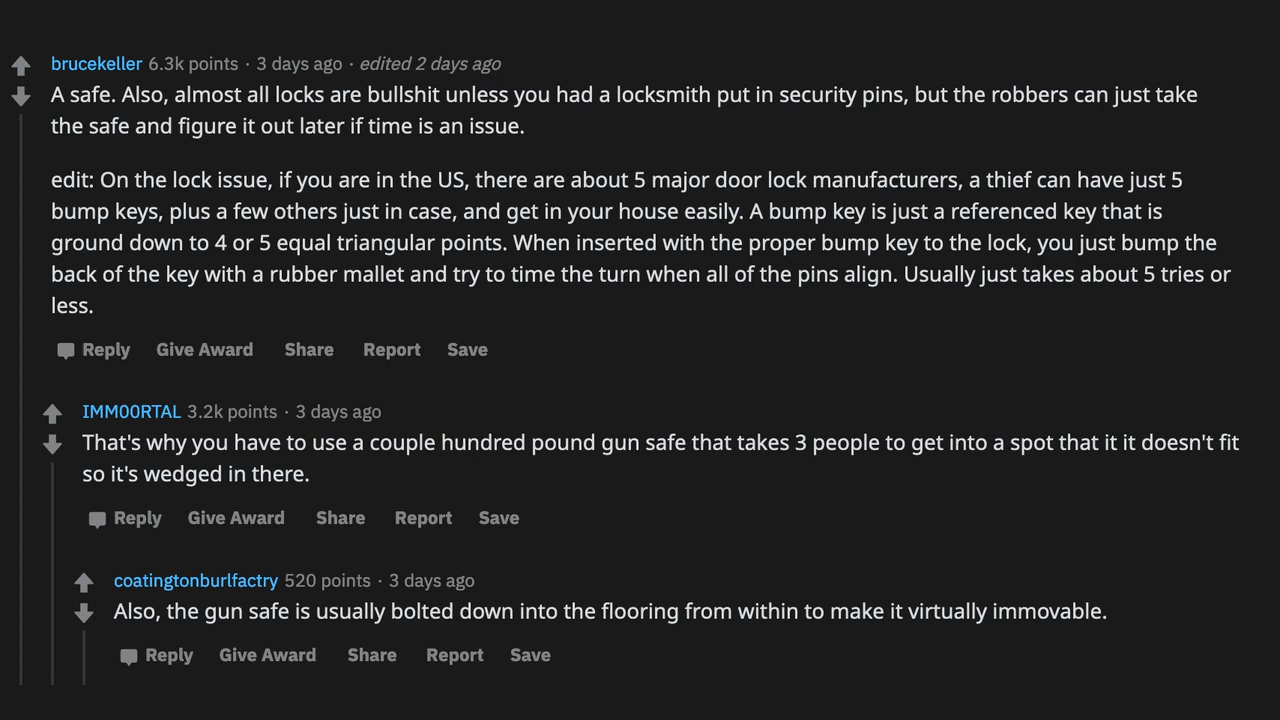 brucekeller 6.3k points · 3 days ago · edited 2 days ago
A safe. Also, almost all locks are bullshit unless you had a locksmith put in security pins, but the robbers can just take
the safe and figure it out later if time is an issue.
edit: On the lock issue, if you are in the US, there are about 5 major door lock manufacturers, a thief can have just 5
bump keys, plus a few others just in case, and get in your house easily. A bump key is just a referenced key that is
ground down to 4 or 5 equal triangular points. When inserted with the proper bump key to the lock, you just bump the
back of the key with a rubber mallet and try to time the turn when all of the pins align. Usually just takes about 5 tries or
less.
Reply Give Award Share Report Save
IMM00RTAL 3.2k points · 3 days ago
That's why you have to use a couple hundred pound gun safe that takes 3 people to get into a spot that it it doesn't fit
so it's wedged in there.
Reply Give Award Share Report Save
coatingtonburlfactry 520 points · 3 days ago
Also, the gun safe is usually bolted down into the flooring from within to make it virtually immovable.
Reply Give Award Share Report Save